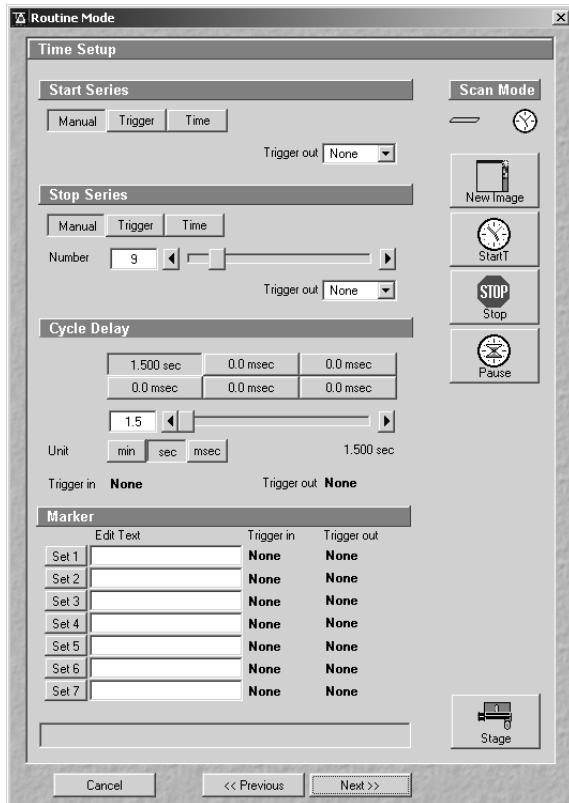 Routine Mode
Time Setup
Start Series
Manual Trigger Time
Trigger out None
Stop Series
Manual Trigger Time
Number 9
Trigger out None
Cycle Delay
1.500 sec 0.0 msec 0.0 msec
0.0 msec 0.0 msec 0.0 msec
1.5
Unit min sec msec 1.500 sec
Trigger in None Trigger out None
Marker
Edit Text Trigger in Trigger out
Set 1 None None
Set 2 None None
Set 3 None None
Set 4 None None
Set 5 None None
Set 6 None None
Set 7 None None
Scan Mode
New Image
StartT
STOP
Stop
Pause
Stage
Cancel << Previous Next >>